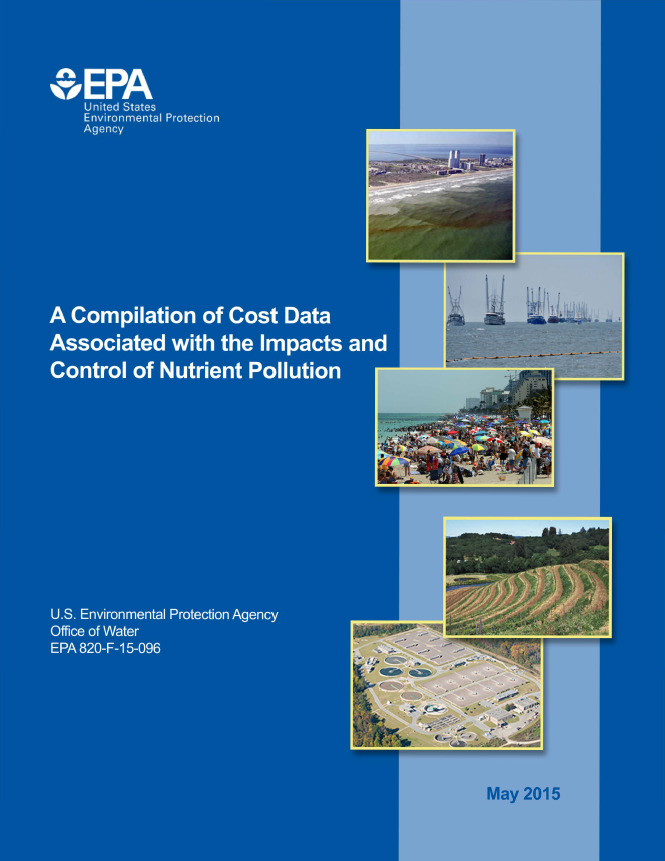 EPA
United States
Environmental Protection
Agency
A Compilation of Cost Data
Associated with the Impacts and
Control of Nutrient Pollution
U.S. Environmental Protection Agency
Office of Water
EPA 820-F-15-096
May 2015